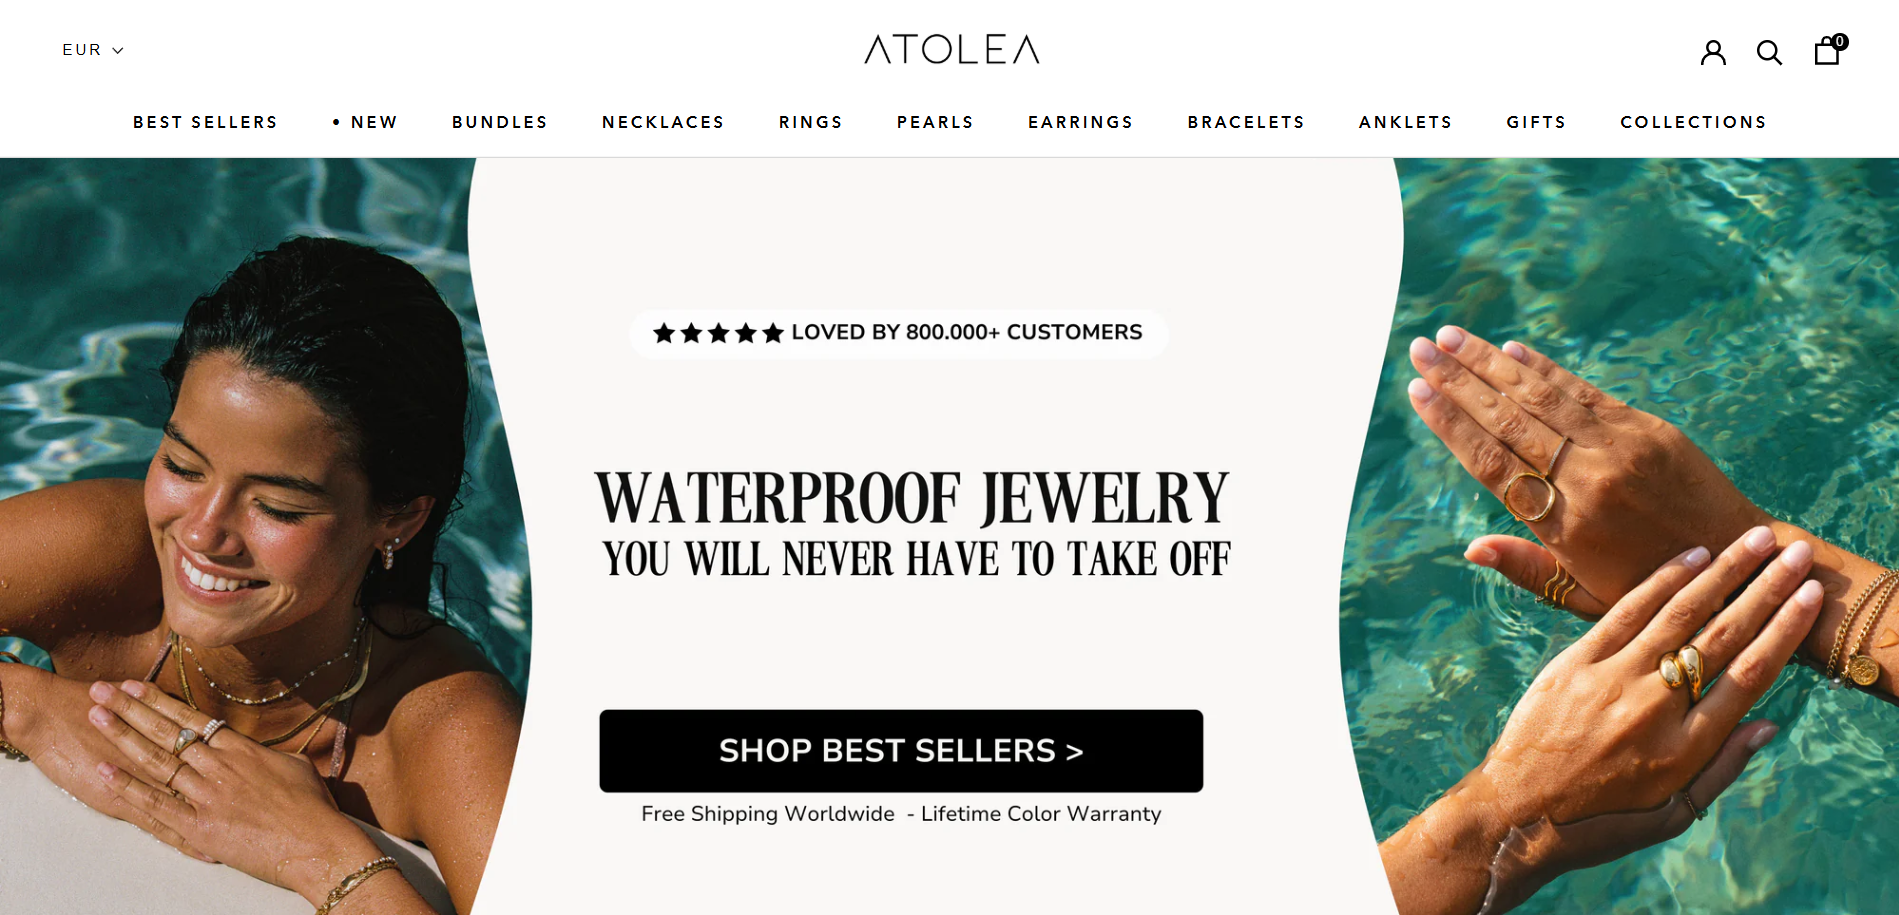 EUR
ATOLEA
0
BEST SELLERS • NEW BUNDLES NECKLACES RINGS PEARLS EARRINGS BRACELETS ANKLETS GIFTS COLLECTIONS
★★★★★ LOVED BY 800.000+ CUSTOMERS
WATERPROOF JEWELRY
YOU WILL NEVER HAVE TO TAKE OFF
SHOP BEST SELLERS >
Free Shipping Worldwide - Lifetime Color Warranty